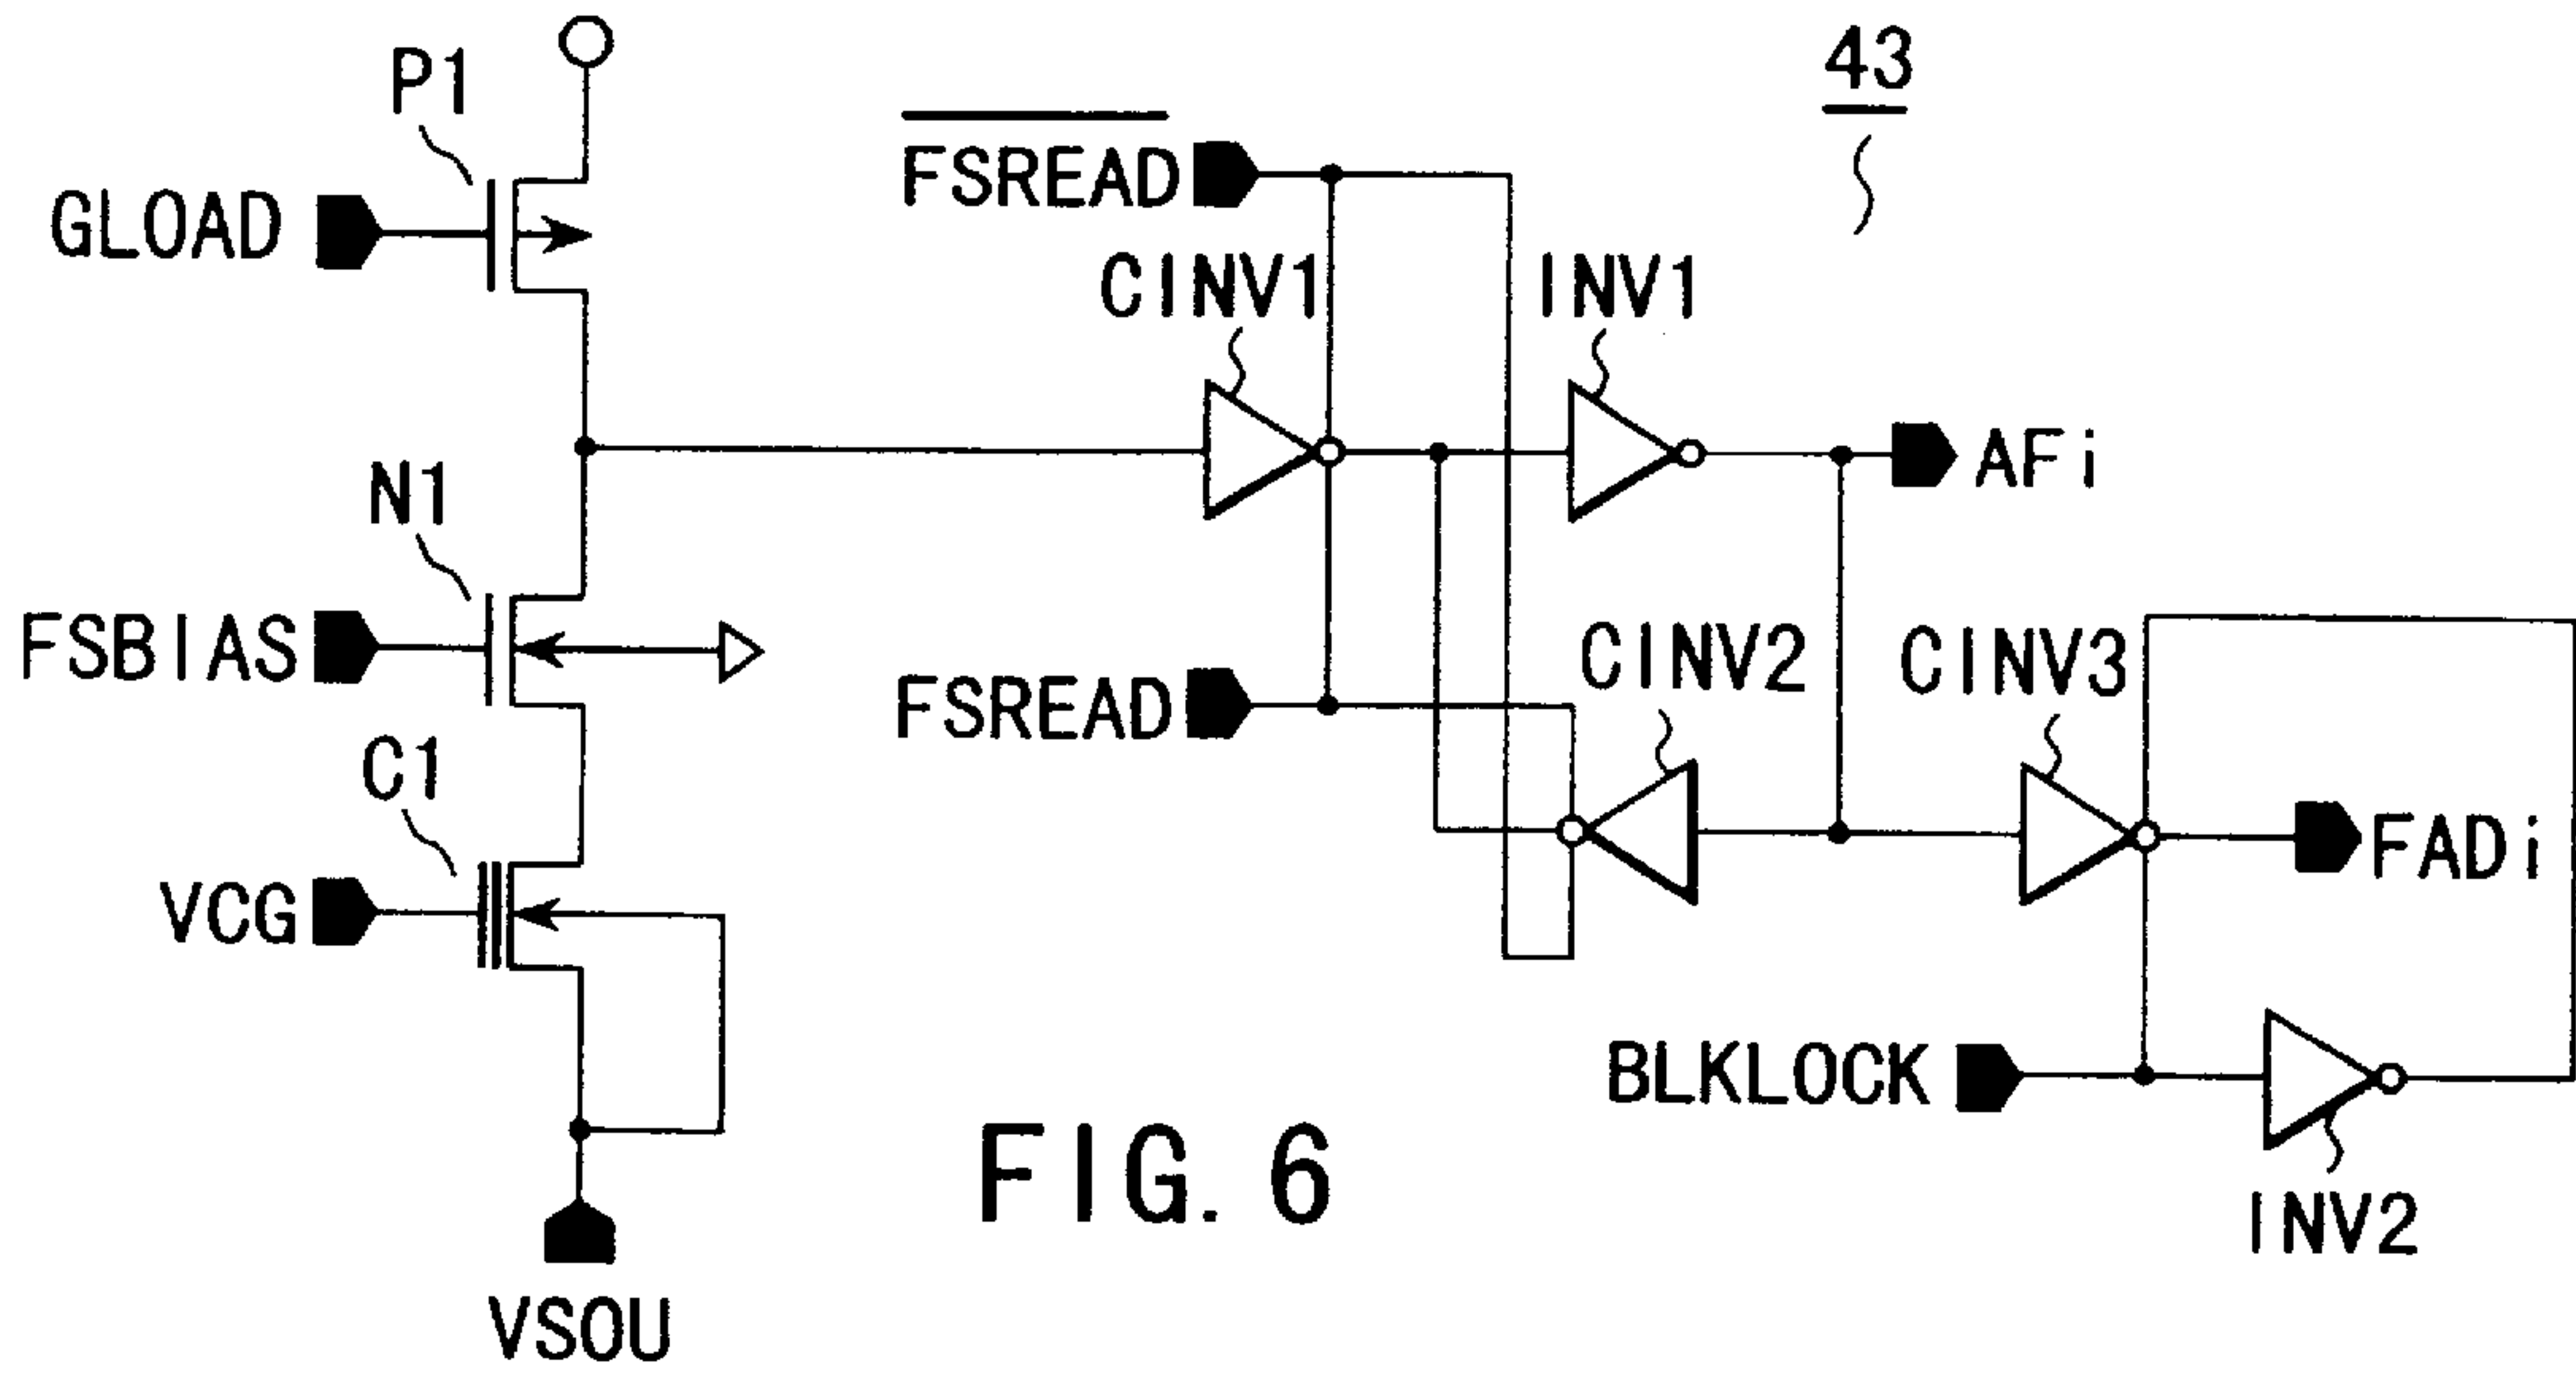 P1
43
FSREAD
GLOAD
CINV1
INV1
AFi
N1
FSBIAS
FSREAD
CINV2
CINV3
C1
VCG
FADi
BLKLOCK
INV2
FIG. 6
VSOU